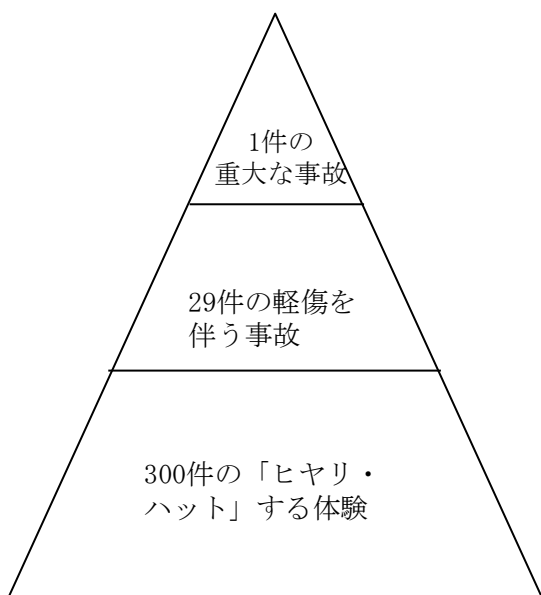 1件の
重大な事故
29件の軽傷を
伴う事故
300件の「ヒヤリ・
ハット」する体験